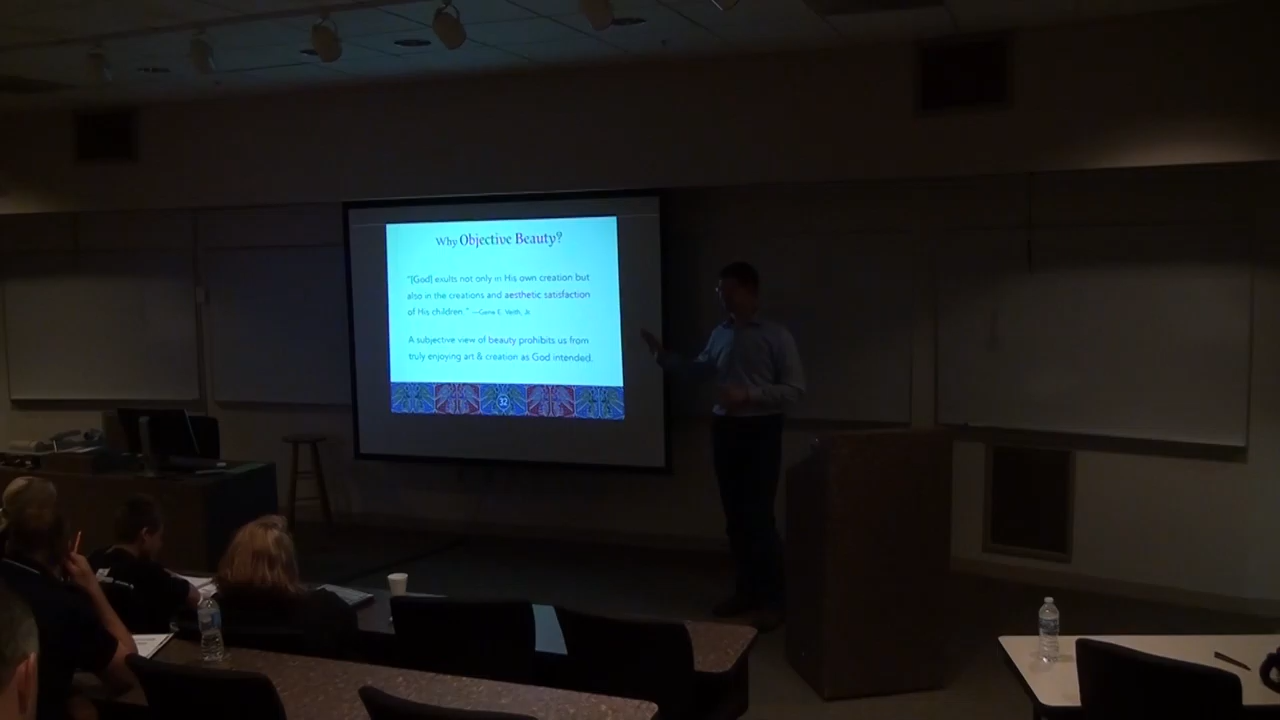 Why Objective Beauty?
"[God] exults not only in His own creation but
also in the creations and aesthetic satisfaction
of His children." —Gene E. Veith, Jr.
A subjective view of beauty prohibits us from
truly enjoying art & creation as God intended.
32